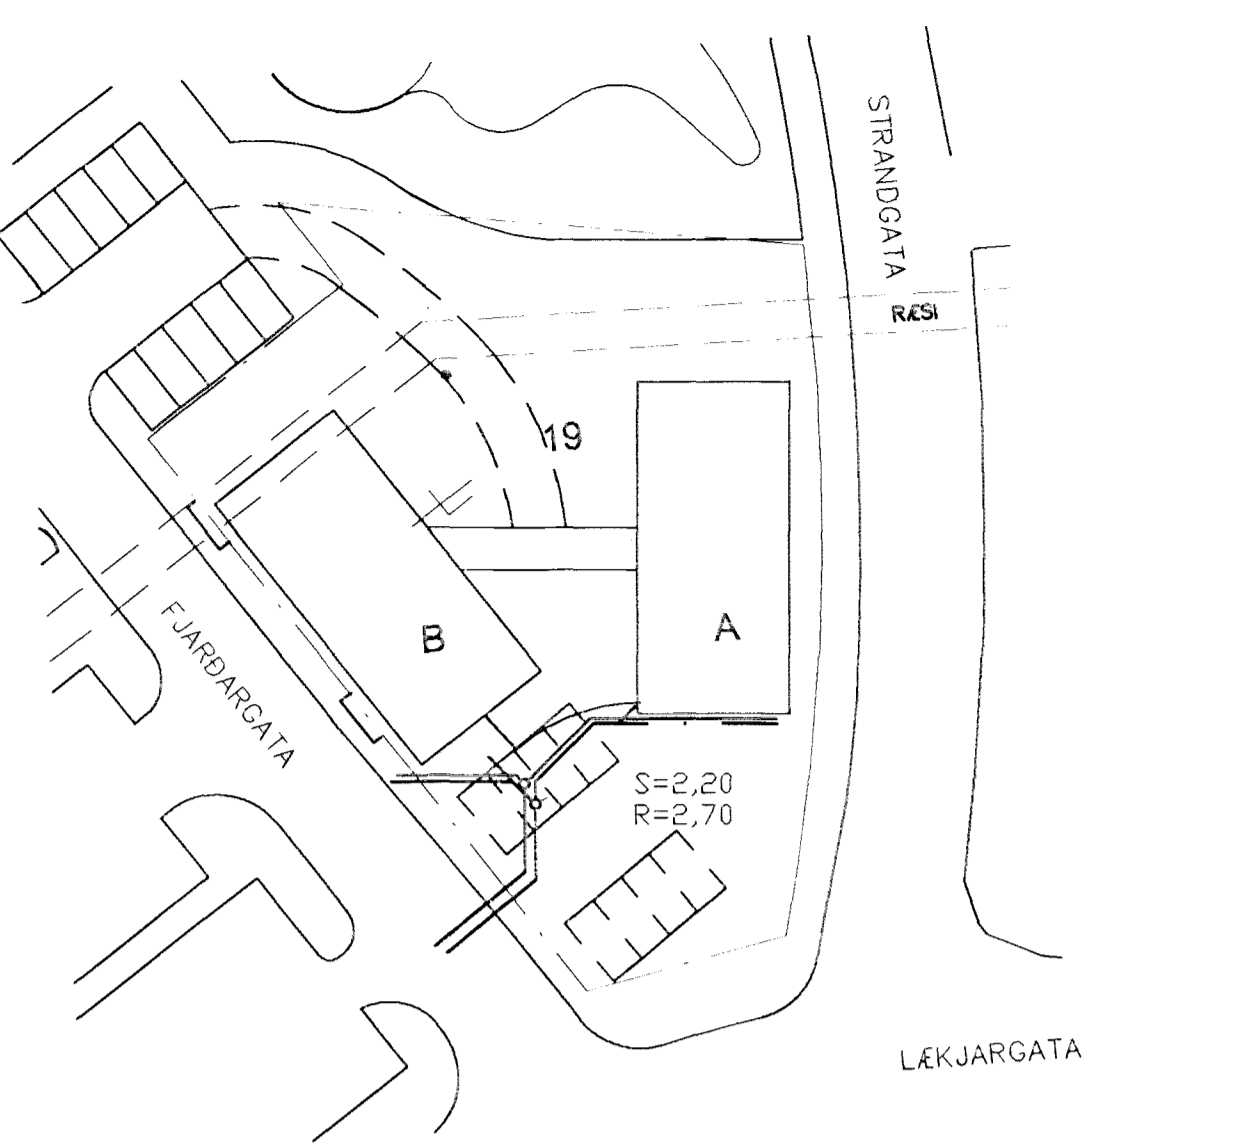 STRANDGATA
RÆSI
19
A
B
FJARÐARGATA
S=2,20
R=2,70
LÆKJARGATA